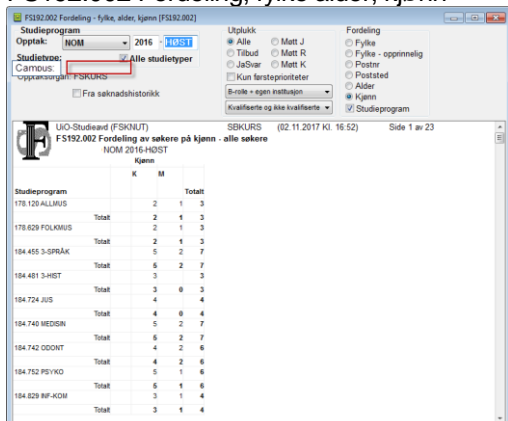 FS192.002 Fordeling, fylke alder, kjønn
FS192.002 Fordeling - fylke, alder, kjønn [FS192.002]
Studieprogram
Opptak: NOM 2016 - HØST
Studietype: Alle studietyper
Campus:
Opptaksorgan: FSKURS
Fra søknadshistorikk
Utplukk
Alle Møtt J
Tilbud Møtt R
JaSvar Møtt K
Kun førsteprioriteter
B-rolle + egen institusjon
Kvalifiserte og ikke kvalifiserte
Fordeling
Fylke
Fylke - opprinnelig
Postnr
Poststed
Alder
Kjønn
Studieprogram
UiO-Studieavd (FSKNUT) SBKURS (02.11.2017 Kl. 16:52) Side 1 av 23
FS192.002 Fordeling av søkere på kjønn - alle søkere
NOM 2016-HØST
Kjønn
K M
Totalt
Studieprogram
178.120 ALLMUS 2 1 3
Totalt 2 1 3
178.629 FOLKMUS 2 1 3
Totalt 2 1 3
184.455 3-SPRÅK 5 2 7
Totalt 5 2 7
184.481 3-HIST 3 3
Totalt 3 0 3
184.724 JUS 4 4
Totalt 4 0 4
184.740 MEDISIN 5 2 7
Totalt 5 2 7
184.742 ODONT 4 2 6
Totalt 4 2 6
184.752 PSYKO 5 1 6
Totalt 5 1 6
184.829 INF-KOM 3 1 4
Totalt 3 1 4